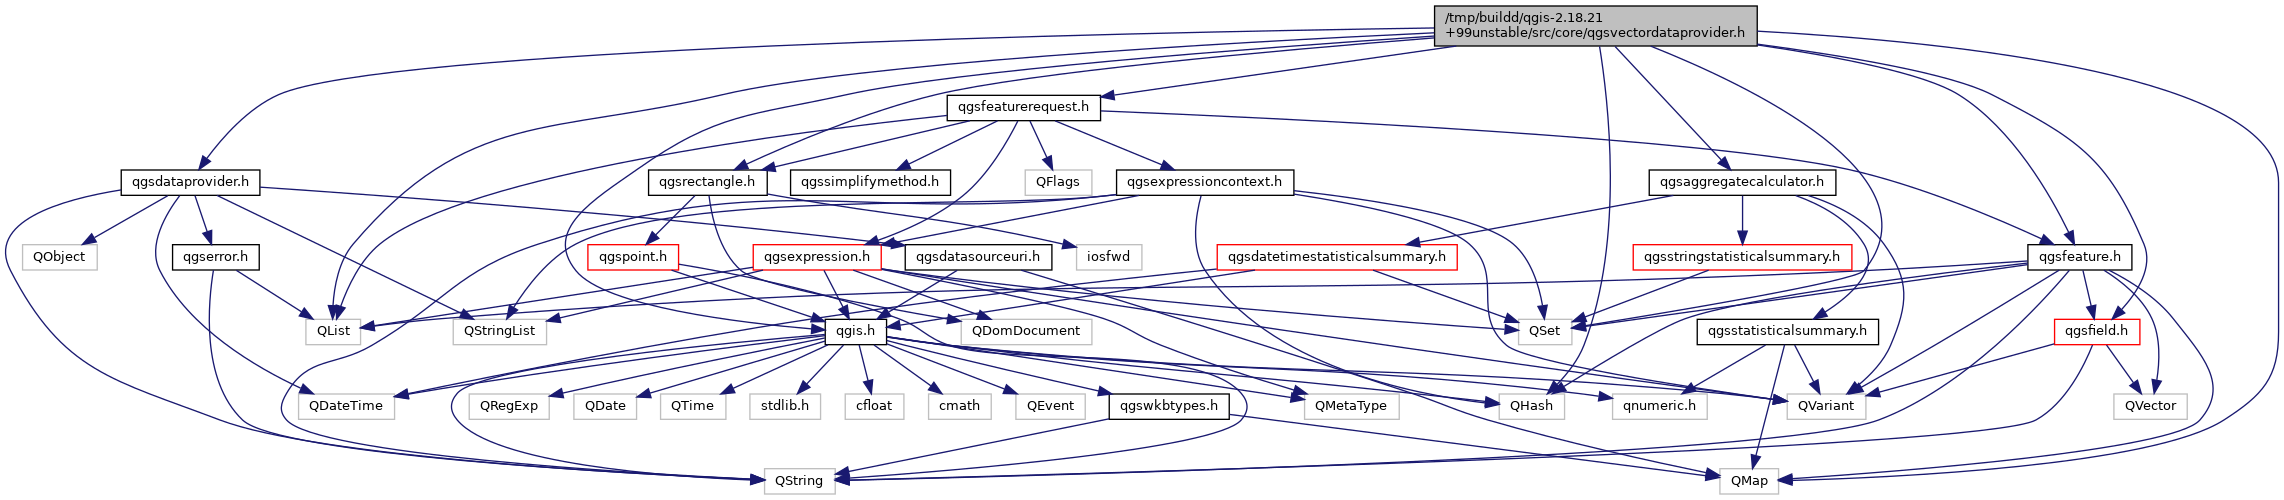 /tmp/buildd/qgis-2.18.21
+99unstable/src/core/qgsvectordataprovider.h
qgsfeaturerequest.h
qgsdataprovider.h
qgsrectangle.h
qgssimplifymethod.h
QFlags
qgsexpressioncontext.h
qgsaggregatecalculator.h
QObject
qgserror.h
qgspoint.h
qgsexpression.h
qgsdatasourceuri.h
iosfwd
qgsdatetimestatisticalsummary.h
qgsstringstatisticalsummary.h
qgsfeature.h
QList
QStringList
qgis.h
QDomDocument
QSet
qgsstatisticalsummary.h
qgsfield.h
QDateTime
QRegExp
QDate
QTime
stdlib.h
cfloat
cmath
QEvent
qgswkbtypes.h
QMetaType
QHash
qnumeric.h
QVariant
QVector
QString
QMap